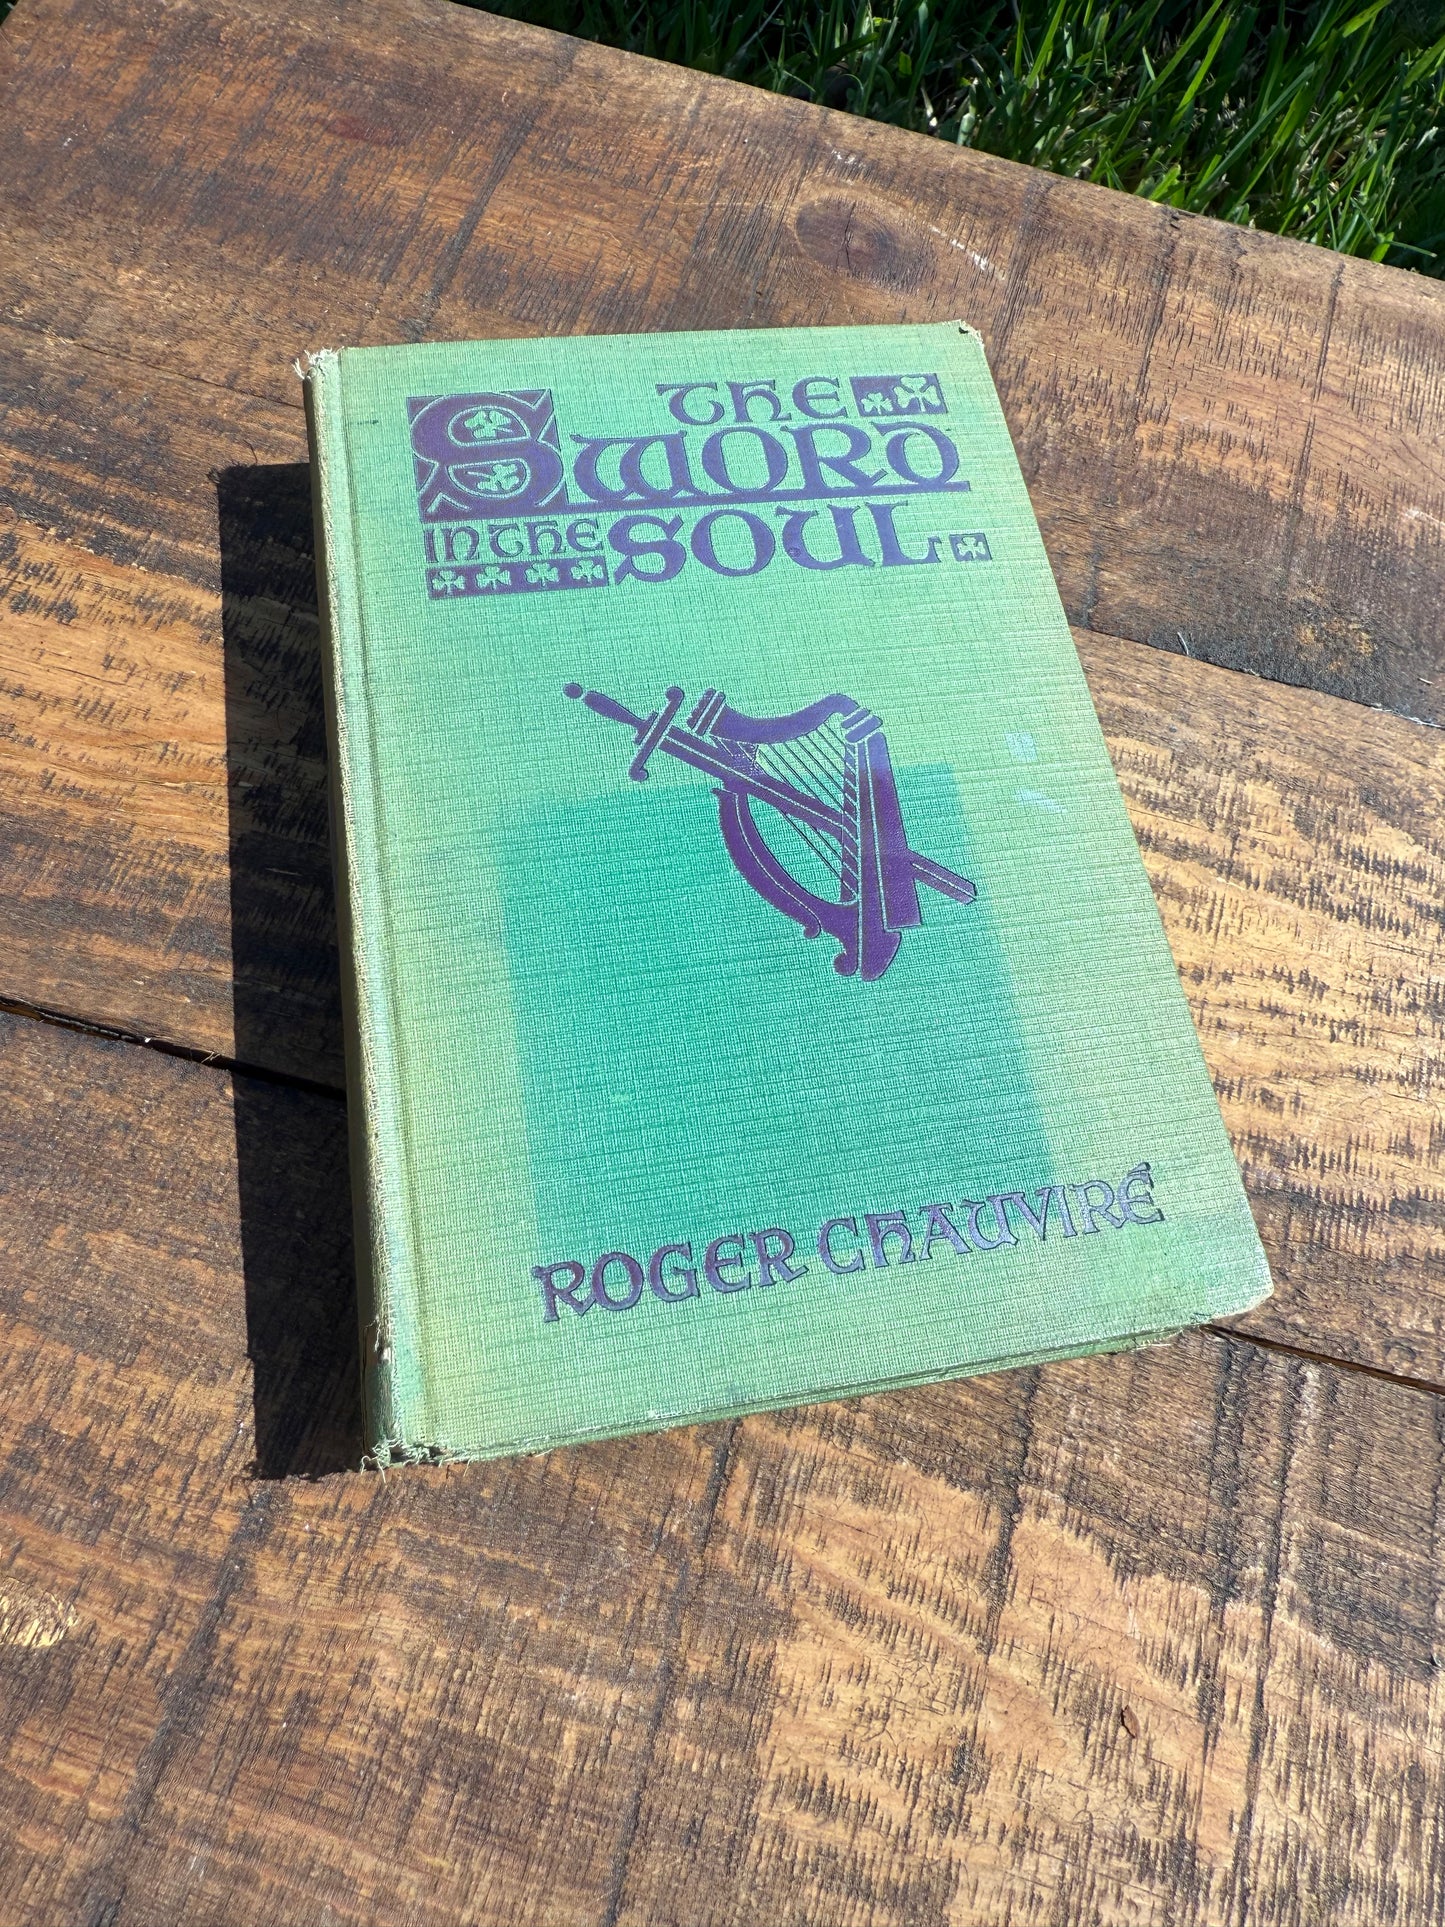 THE
SWORD
IN THE SOUL
ROGER CHAUVIRÉ